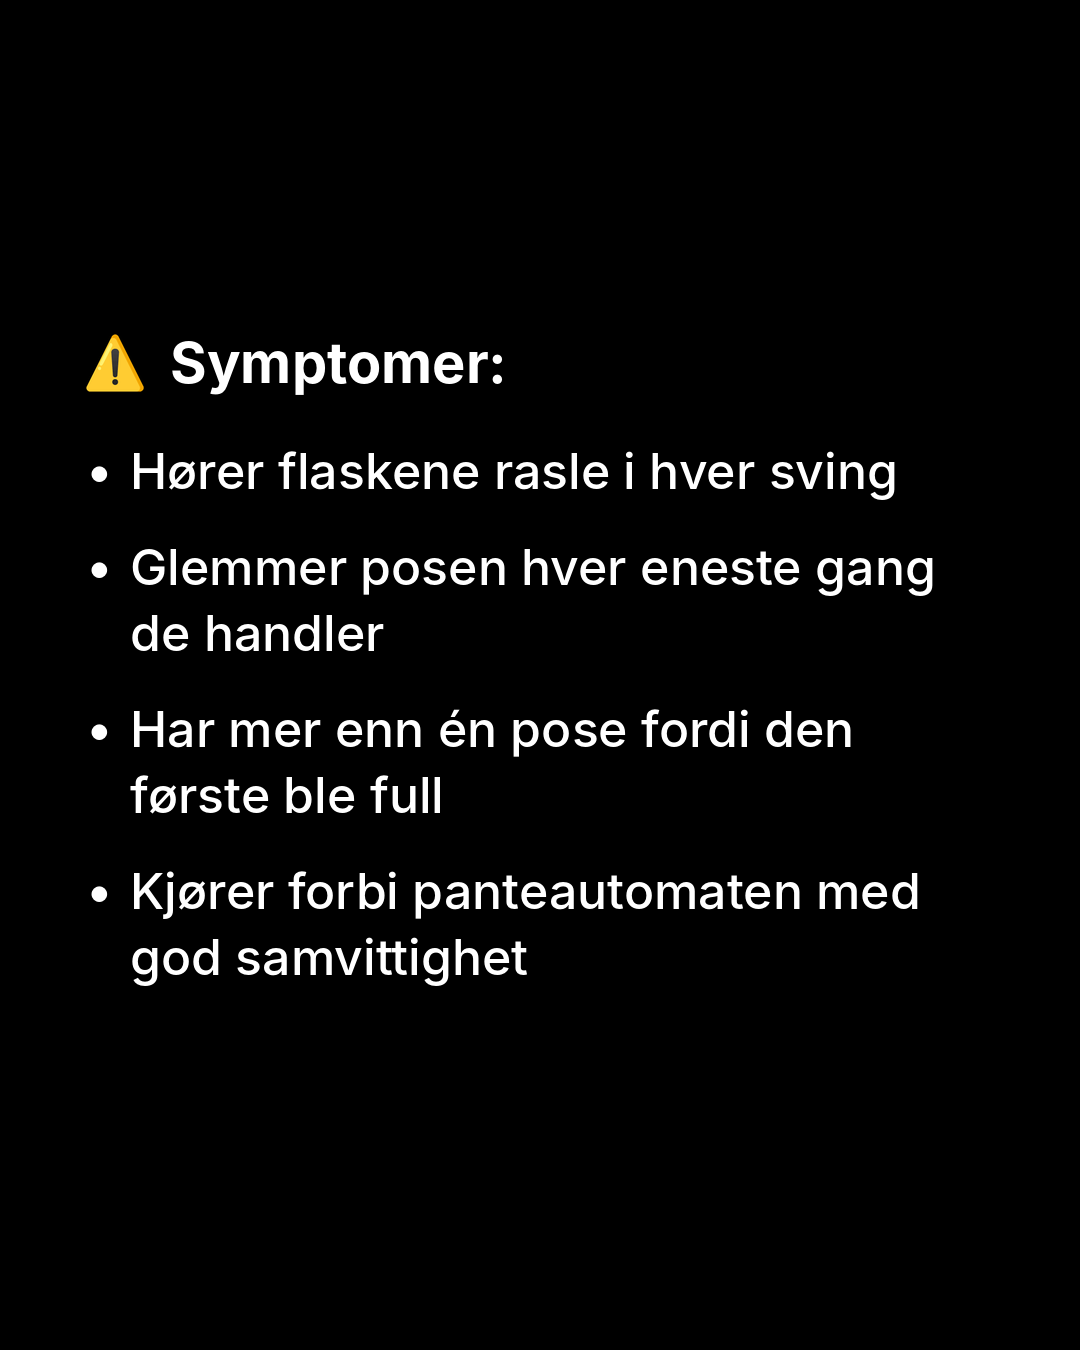 ⚠️ Symptomer:
• Hører flaskene rasle i hver sving
• Glemmer posen hver eneste gang
de handler
• Har mer enn én pose fordi den
første ble full
• Kjører forbi panteautomaten med
god samvittighet